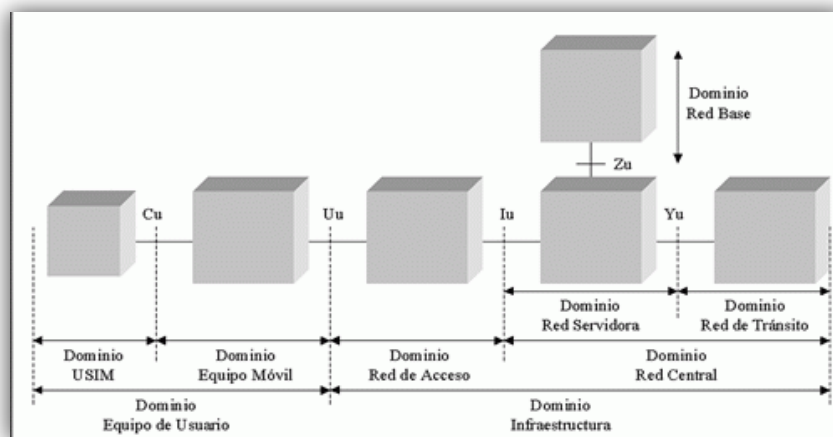 Dominio
Red Base
Zu
Cu
Uu
Iu
Yu
Dominio
Red Servidora
Dominio
Red de Tránsito
Dominio
USIM
Dominio
Equipo Móvil
Dominio
Red de Acceso
Dominio
Red Central
Dominio
Equipo de Usuario
Dominio
Infraestructura